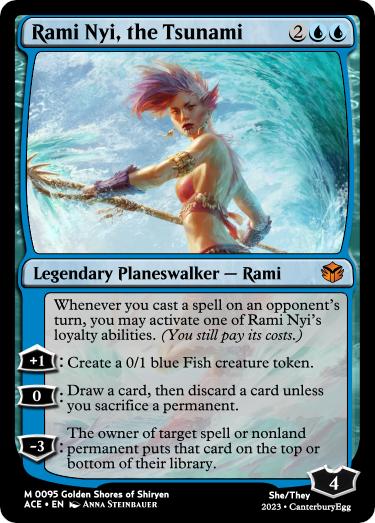 Rami Nyi, the Tsunami 2
Legendary Planeswalker — Rami
Whenever you cast a spell on an opponent's
turn, you may activate one of Rami Nyi's
loyalty abilities. (You still pay its costs.)
+1: Create a 0/1 blue Fish creature token.
0: Draw a card, then discard a card unless
you sacrifice a permanent.
-3: The owner of target spell or nonland
permanent puts that card on the top or
bottom of their library.
4
M 0095 Golden Shores of Shiryen
She/They
ACE • EN Anna Steinbauer
2023 • CanterburyEgg